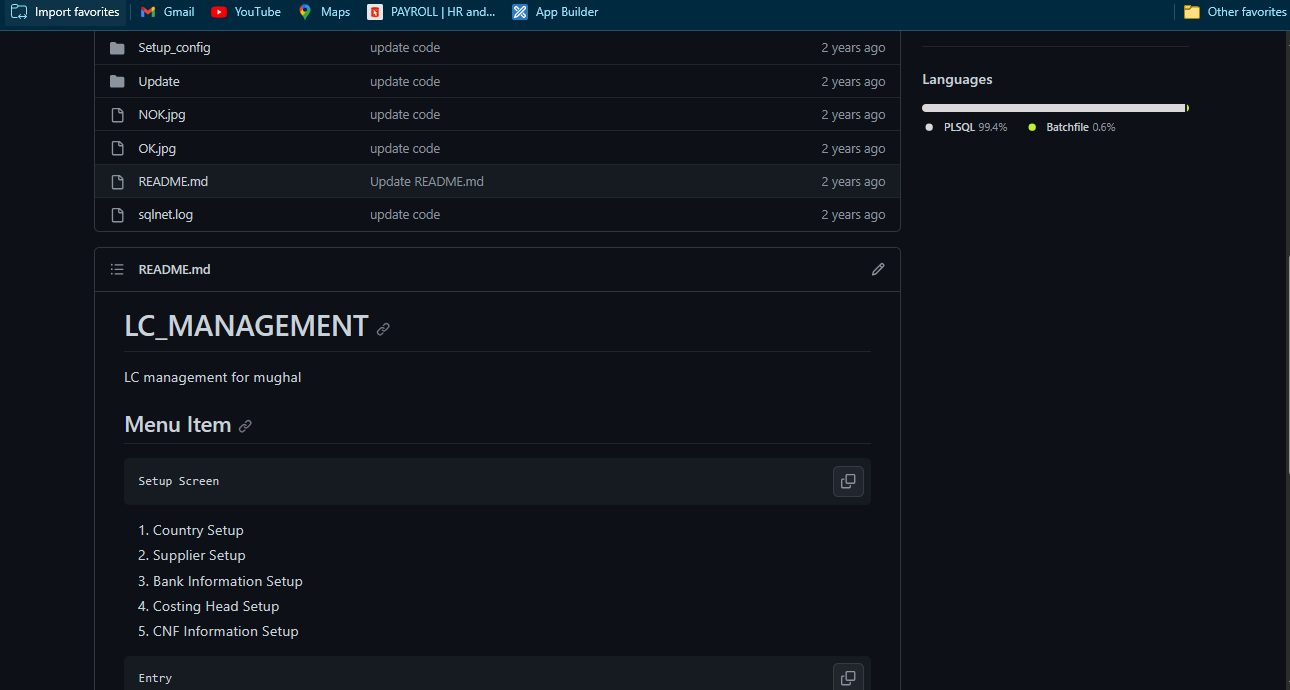 Import favorites Gmail YouTube Maps PAYROLL | HR and... App Builder Other favorites
Setup_config update code 2 years ago
Update update code 2 years ago
NOK.jpg update code 2 years ago
OK.jpg update code 2 years ago
README.md Update README.md 2 years ago
sqlnet.log update code 2 years ago
Languages
PLSQL 99.4% Batchfile 0.6%
README.md
LC_MANAGEMENT
LC management for mughal
Menu Item
Setup Screen
1. Country Setup
2. Supplier Setup
3. Bank Information Setup
4. Costing Head Setup
5. CNF Information Setup
Entry